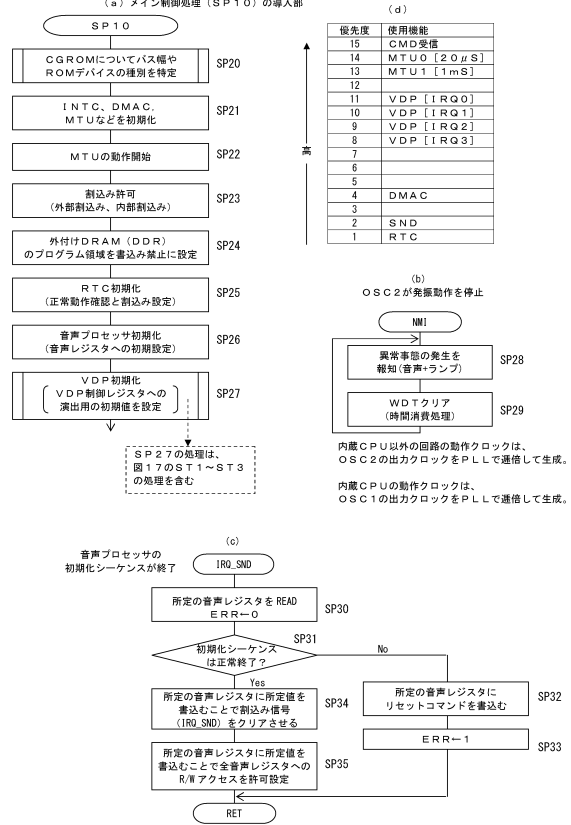 (a) メイン制御処理(SP10)の導入部
SP10
CGROMについてバス幅や
ROMデバイスの種別を特定
SP20
INTC、DMAC、
MTUなどを初期化
SP21
MTUの動作開始
SP22
割込み許可
(外部割込み、内部割込み)
SP23
外付けDRAM(DDR)
のプログラム領域を書込み禁止に設定
SP24
RTC初期化
(正常動作確認と割込み設定)
SP25
音声プロセッサ初期化
(音声レジスタへの初期設定)
SP26
VDP初期化
VDP制御レジスタへの
演出用の初期値を設定
SP27
SP27の処理は、
図17のST1~ST3
の処理を含む
(d)
高
優先度 使用機能
15 CMD受信
14 MTU0[20μS]
13 MTU1[1mS]
12
11 VDP[IRQ0]
10 VDP[IRQ1]
9 VDP[IRQ2]
8 VDP[IRQ3]
7
6
5
4 DMAC
3
2 SND
1 RTC
(b)
OSC2が発振動作を停止
NMI
異常事態の発生を
報知(音声+ランプ)
SP28
WDTクリア
(時間消費処理)
SP29
内蔵CPU以外の回路の動作クロックは、
OSC2の出力クロックをPLLで逓倍して生成。
内蔵CPUの動作クロックは、
OSC1の出力クロックをPLLで逓倍して生成。
(c)
音声プロセッサの
初期化シーケンスが終了
IRQ_SND
所定の音声レジスタをREAD
ERR←0
SP30
SP31
初期化シーケンス
は正常終了?
No
Yes
所定の音声レジスタに所定値を
書込むことで割込み信号
(IRQ_SND)をクリアさせる
SP34
所定の音声レジスタに
リセットコマンドを書込む
SP32
ERR←1
SP33
所定の音声レジスタに所定値を
書込むことで全音声レジスタへの
R/Wアクセスを許可設定
SP35
RET